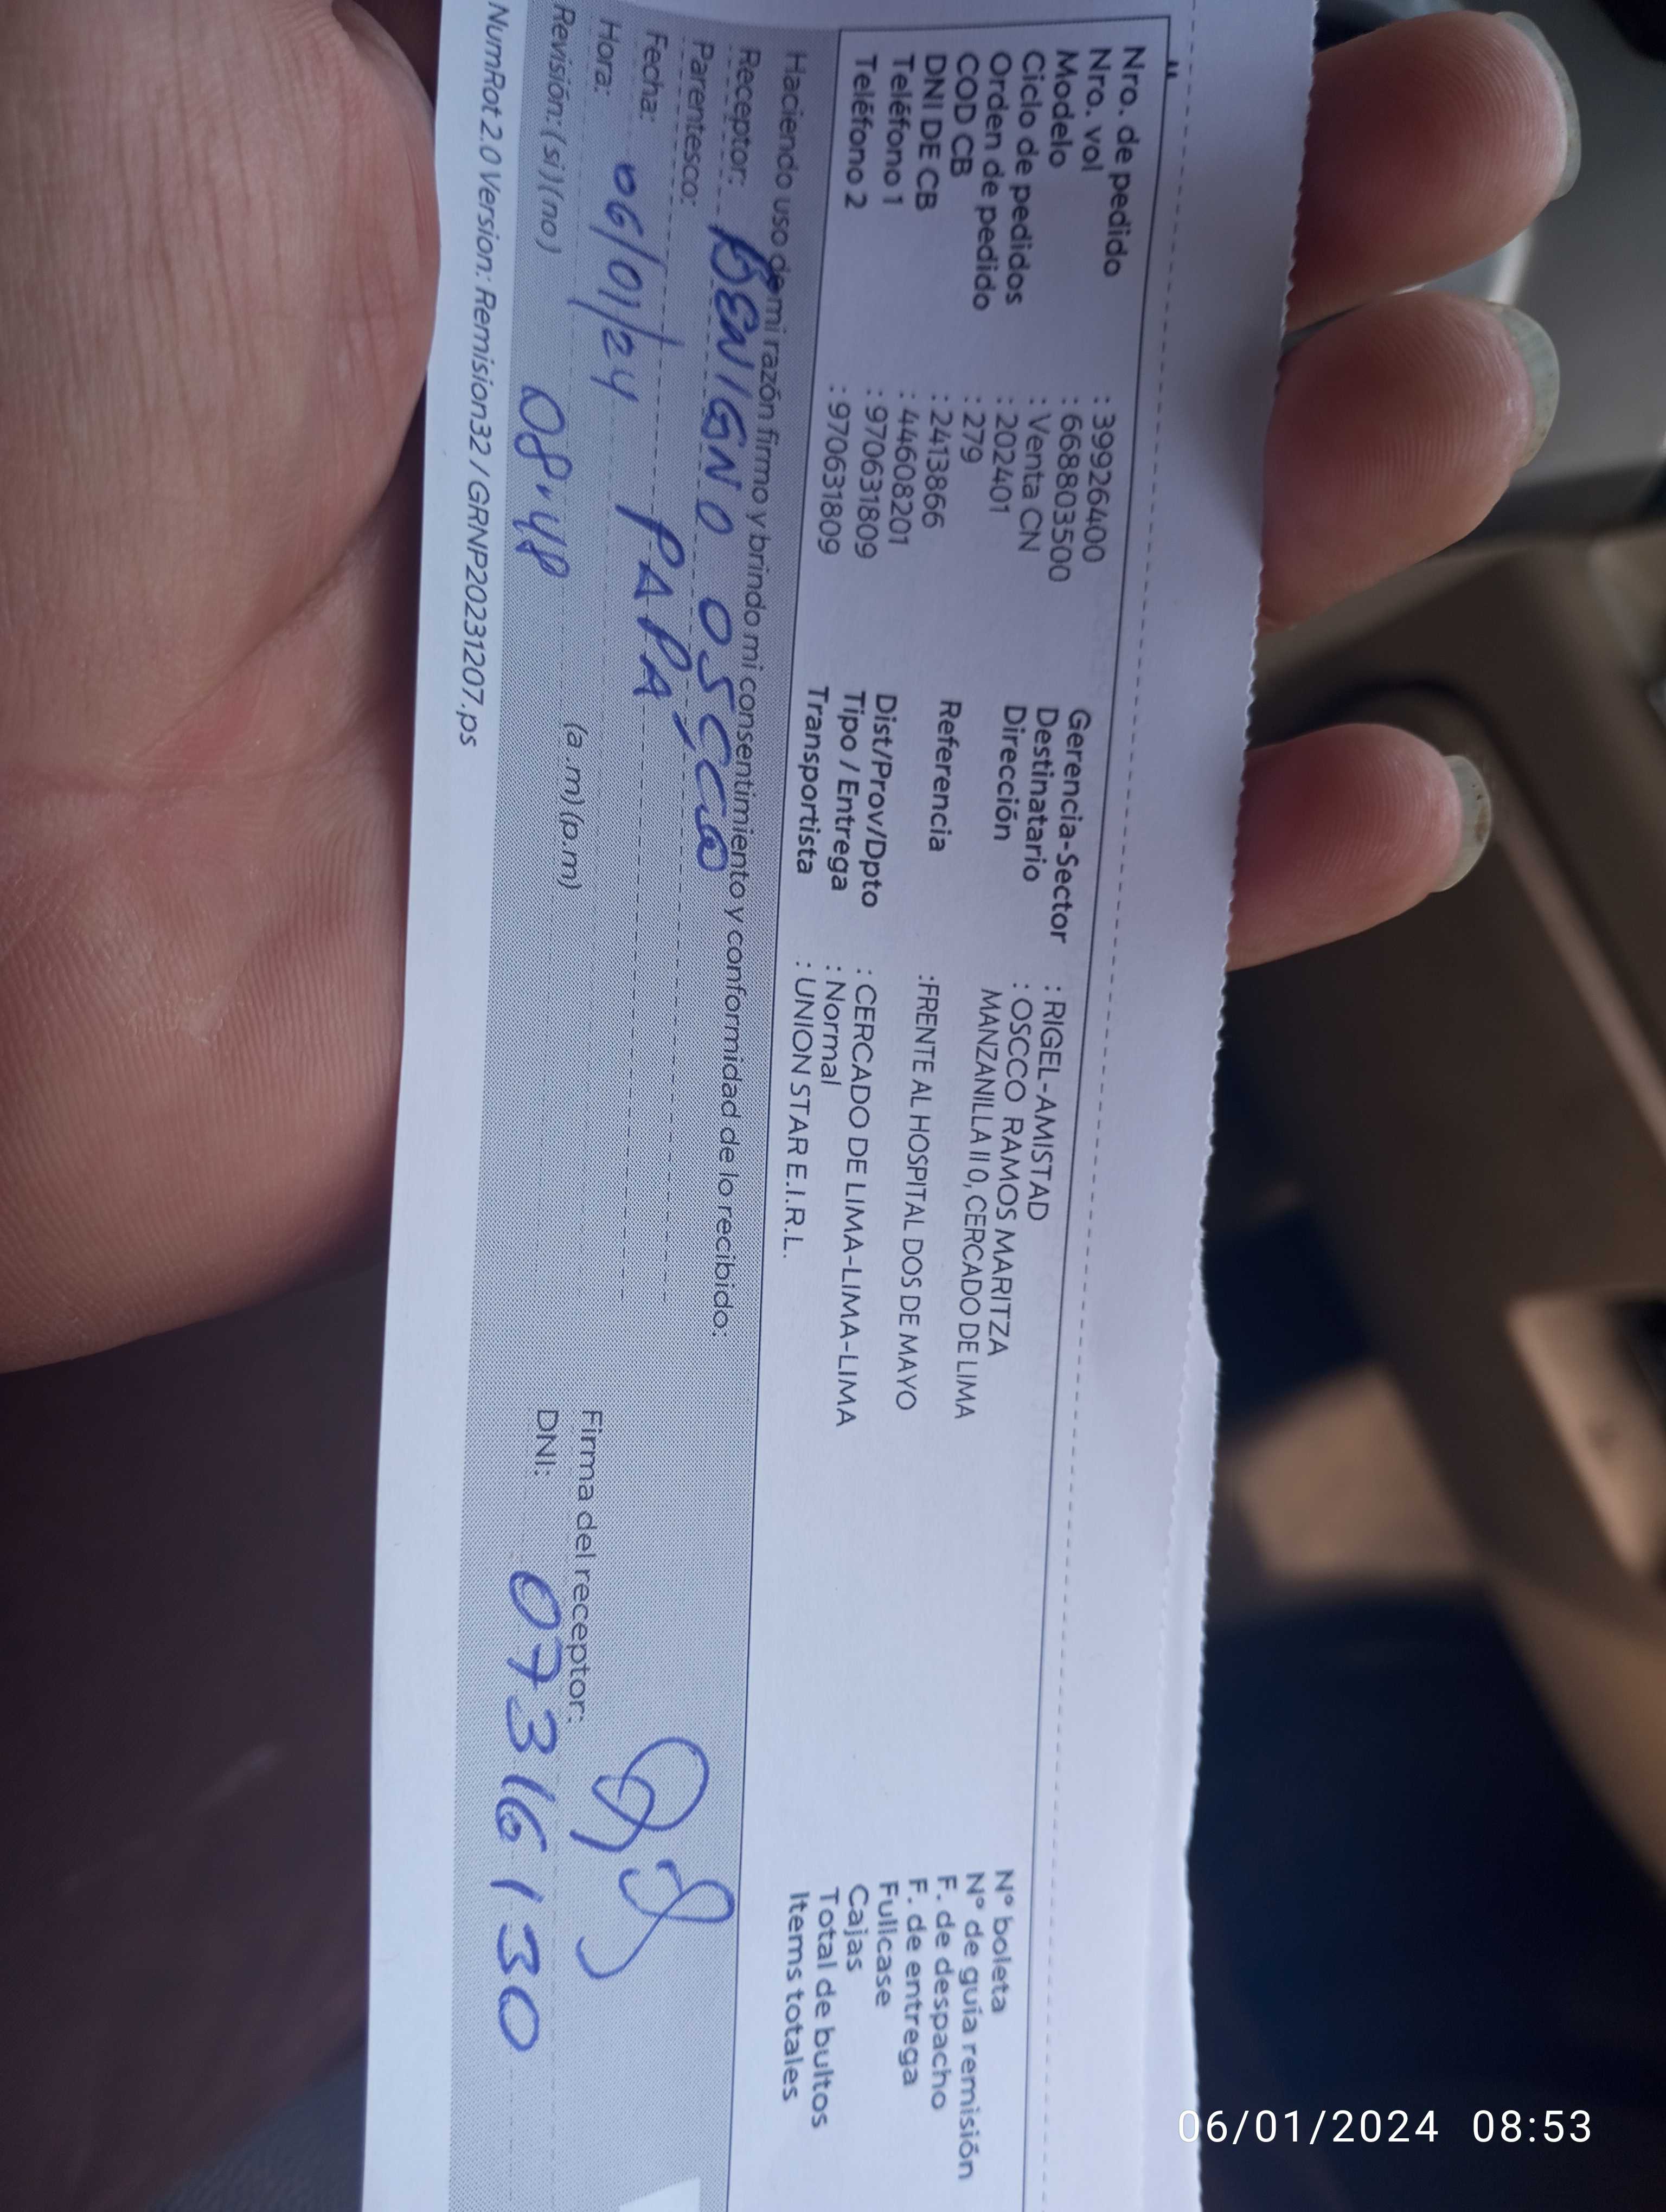 Nro. de pedido : 39926400
Nro. vol : 668803500
Modelo : Venta CN
Ciclo de pedidos : 202401
Orden de pedido : 279
COD CB : 2413866
DNI DE CB : 44608201
Teléfono 1 : 970631809
Teléfono 2 : 970631809
Gerencia-Sector : RIGEL-AMISTAD
Destinatario : OSCCO RAMOS MARITZA
Dirección MANZANILLA II 0, CERCADO DE LIMA
Referencia :FRENTE AL HOSPITAL DOS DE MAYO
Dist/Prov/Dpto : CERCADO DE LIMA-LIMA-LIMA
Tipo / Entrega : Normal
Transportista : UNION STAR E.I.R.L.
N° boleta
N° de guía remisión
F. de despacho
F. de entrega
Fullcase
Cajas
Total de bultos
Items totales
Haciendo uso de mi razón firmo y brindo mi consentimiento y conformidad de lo recibido:
Receptor: BENIGNO OSCCO
Parentesco: PAPA
Fecha: 06/01/24
Hora: 08:48 (a.m)(p.m)
Revisión: (si) (no)
Firma del receptor:
DNI: 07316130
NumRot 2.0 Version: Remision32 / GRNP20231207.ps
06/01/2024 08:53